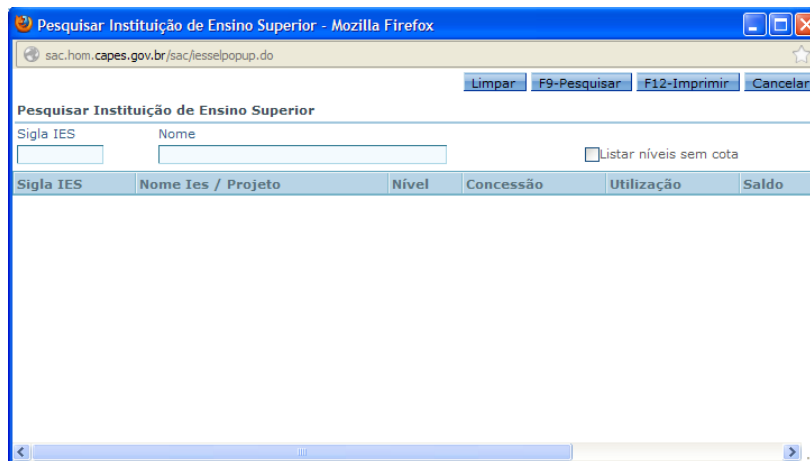 Pesquisar Instituição de Ensino Superior - Mozilla Firefox
sac.hom.capes.gov.br/sac/iesselpopup.do
Limpar F9-Pesquisar F12-Imprimir Cancelar
Pesquisar Instituição de Ensino Superior
Sigla IES Nome
Listar níveis sem cota
Sigla IES Nome Ies / Projeto Nível Concessão Utilização Saldo